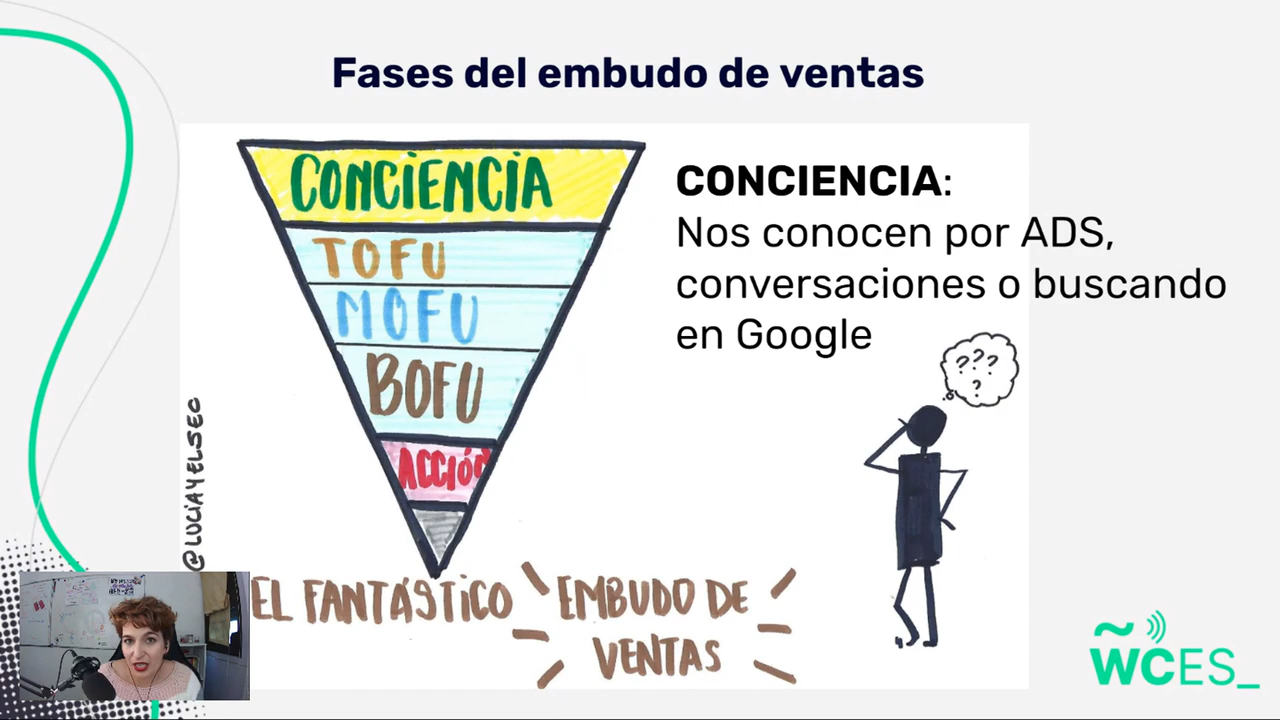 Fases del embudo de ventas
CONCIENCIA
TOFU
MOFU
BOFU
ACCIÓN
CONCIENCIA:
Nos conocen por ADS,
conversaciones o buscando
en Google
???
?
@LUCIAYELSEO
EL FANTÁSTICO EMBUDO DE
VENTAS
WCES_